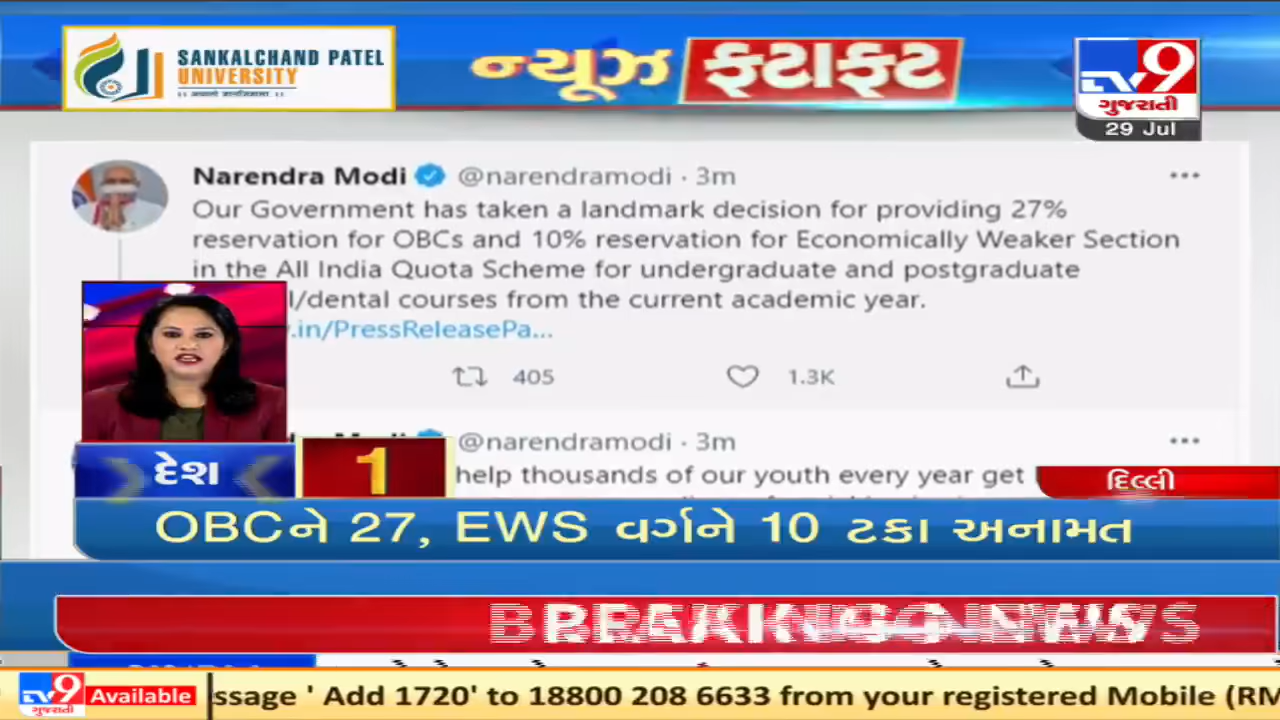 SANKALCHAND PATEL
UNIVERSITY
ન્યૂઝ ફટાફટ
TV9
ગુજરાતી
29 Jul
Narendra Modi @narendramodi · 3m
Our Government has taken a landmark decision for providing 27%
reservation for OBCs and 10% reservation for Economically Weaker Section
in the All India Quota Scheme for undergraduate and postgraduate
l/dental courses from the current academic year.
.in/PressReleasePa...
405 1.3K
@narendramodi · 3m
help thousands of our youth every year get
દેશ 1
દિલ્લી
OBCને 27, EWS વર્ગને 10 ટકા અનામત
BREAKING NEWS
TV9 ગુજરાતી Available ssage ' Add 1720' to 18800 208 6633 from your registered Mobile (RM